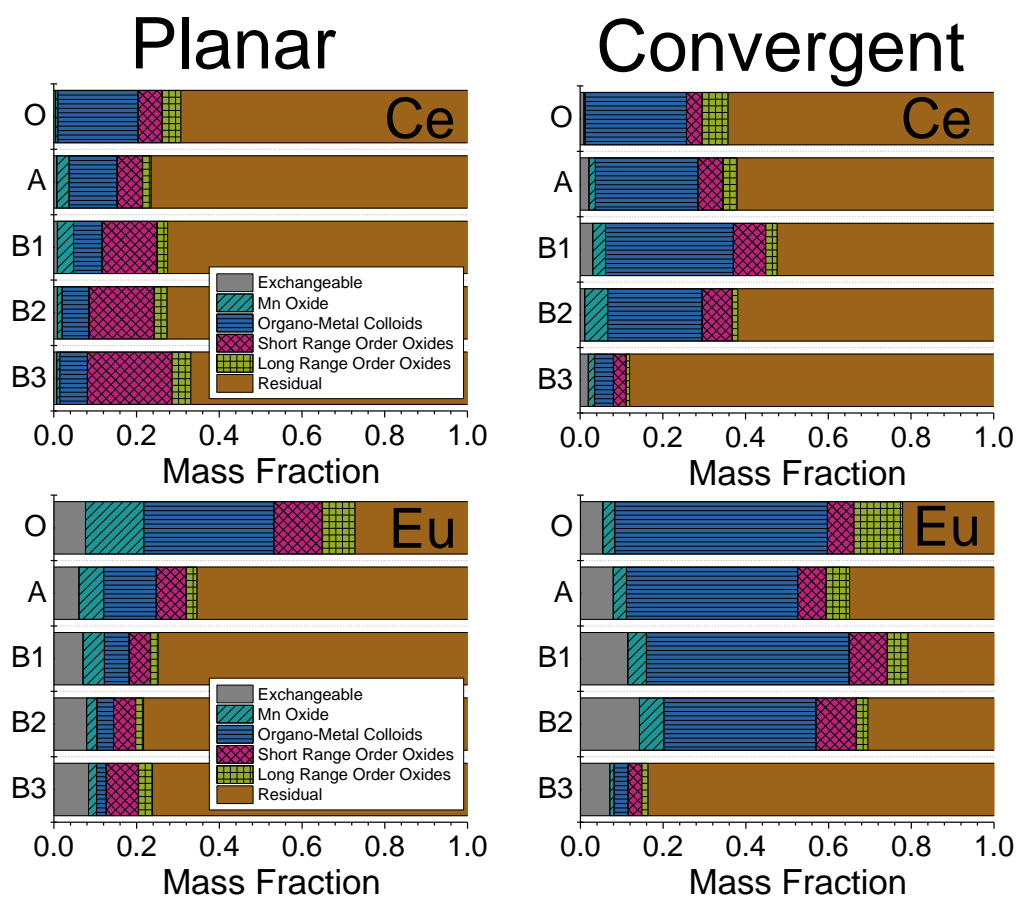 Planar
Convergent
Ce
O
A
B1
B2
B3
Exchangeable
Mn Oxide
Organo-Metal Colloids
Short Range Order Oxides
Long Range Order Oxides
Residual
0.0 0.2 0.4 0.6 0.8 1.0
Mass Fraction
Ce
O
A
B1
B2
B3
0.0 0.2 0.4 0.6 0.8 1.0
Mass Fraction
Eu
O
A
B1
B2
B3
Exchangeable
Mn Oxide
Organo-Metal Colloids
Short Range Order Oxides
Long Range Order Oxides
Residual
0.0 0.2 0.4 0.6 0.8 1.0
Mass Fraction
Eu
O
A
B1
B2
B3
0.0 0.2 0.4 0.6 0.8 1.0
Mass Fraction